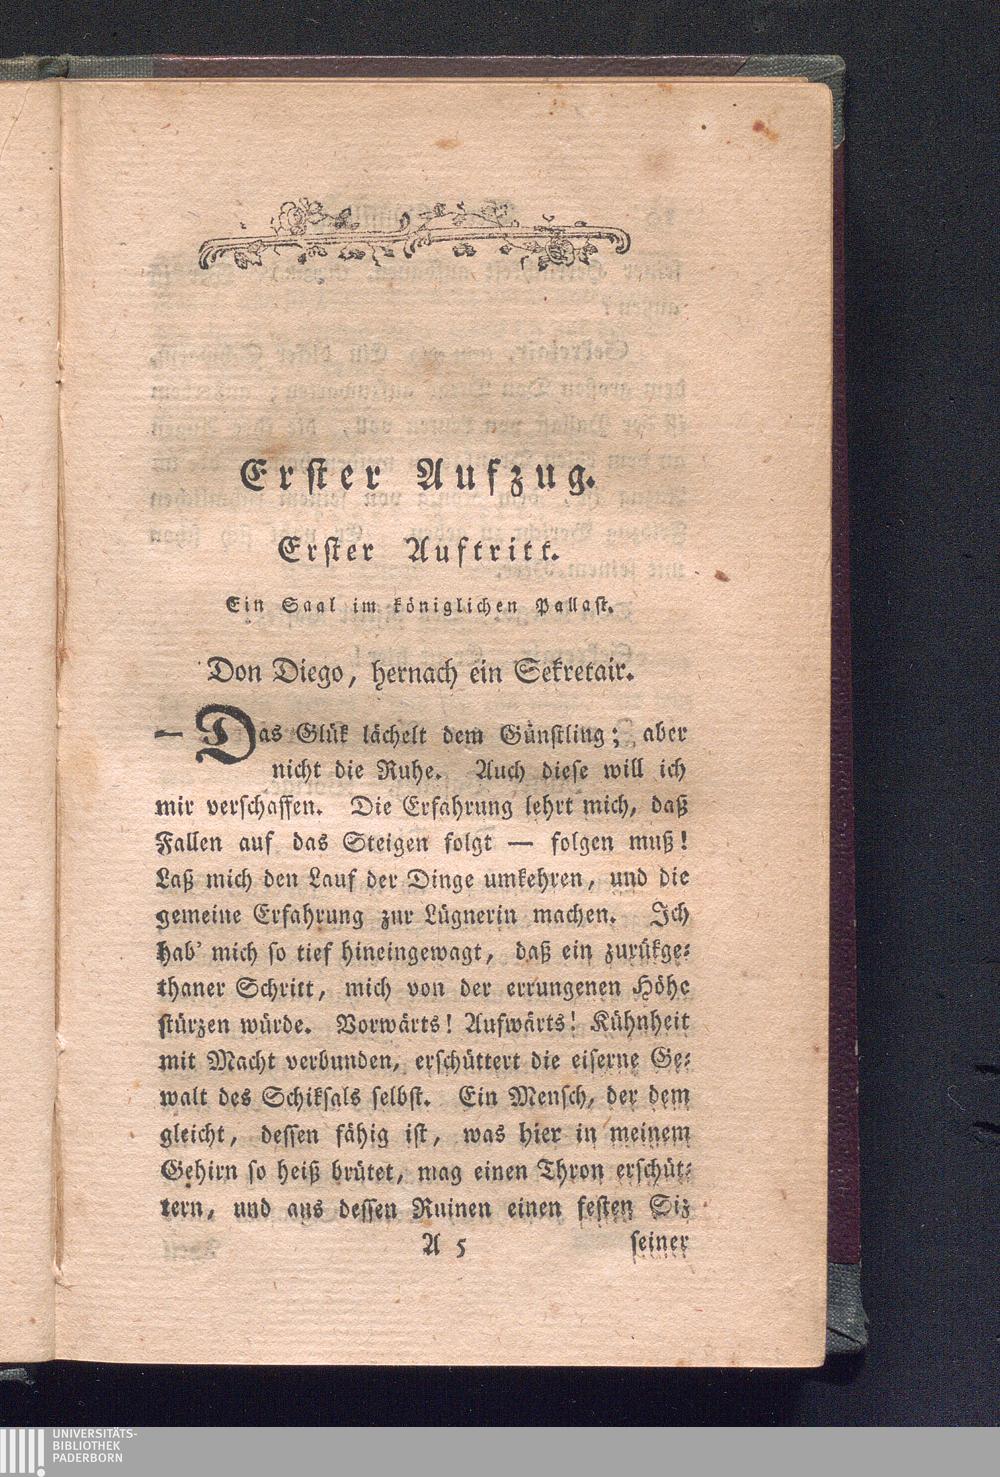 Erster Aufzug.
Erster Auftritt.
Ein Saal im königlichen Pallast.
Don Diego, hernach ein Sekretair.
— Das Glük lächelt dem Günstling; aber
nicht die Ruhe. Auch diese will ich
mir verschaffen. Die Erfahrung lehrt mich, daß
Fallen auf das Steigen folgt — folgen muß!
Laß mich den Lauf der Dinge umkehren, und die
gemeine Erfahrung zur Lügnerin machen. Ich
hab' mich so tief hineingewagt, daß ein zurükge-
thaner Schritt, mich von der errungenen Höhe
stürzen würde. Vorwärts! Aufwärts! Kühnheit
mit Macht verbunden, erschüttert die eiserne Ge-
walt des Schiksals selbst. Ein Mensch, der dem
gleicht, dessen fähig ist, was hier in meinem
Gehirn so heiß brütet, mag einen Thron erschüt-
tern, und aus dessen Ruinen einen festen Siz
A 5 seiner
UNIVERSITÄTS-
BIBLIOTHEK
PADERBORN